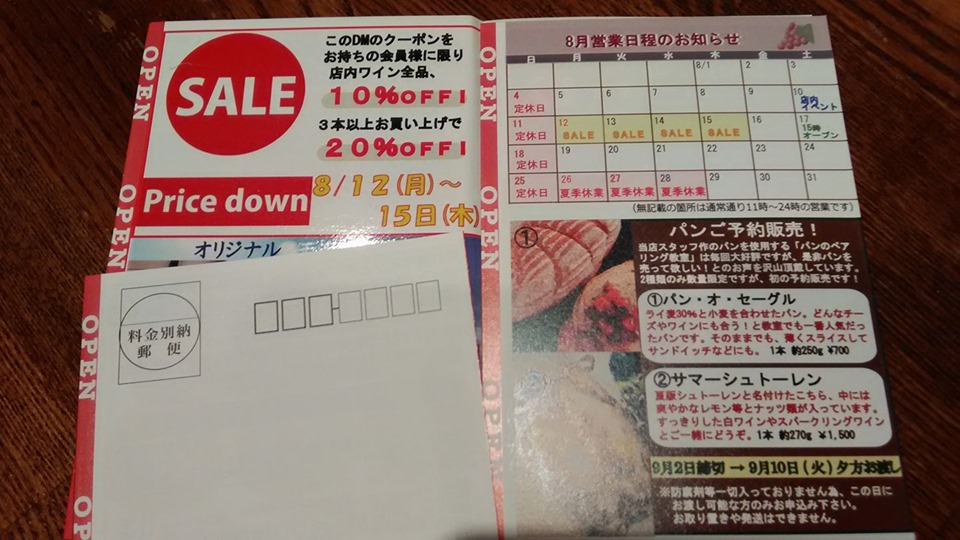 OPEN
OPEN
OPEN
SALE
このDMのクーポンを
お持ちの会員様に限り
店内ワイン全品、
10%OFF!
3本以上お買い上げで
20%OFF!
Price down
8/12(月)～
15日(木)
オリジナル
OPEN
OPEN
料金別納
郵便
8月営業日程のお知らせ
日 月 火 水 木 金 土
8/1 2 3
4 5 6 7 8 9 10
定休日 店内イベント
11 12 13 14 15 16 17
定休日 SALE SALE SALE SALE 15時オープン
18 19 20 21 22 23 24
定休日
25 26 27 28 29 30 31
定休日 夏季休業 夏季休業 夏季休業
(無記載の箇所は通常通り11時～24時の営業です)
①
パンご予約販売！
当店スタッフ作のパンを使用する「パンのペア
リング教室」は毎回大好評ですが、是非パンを
売って欲しい！とのお声を沢山頂戴しています。
2種類のみ数量限定ですが、初の予約販売です！
①パン・オ・セーグル
ライ麦30%と小麦を合わせたパン。どんなチー
ズやワインにも合う！と教室でも一番人気だっ
たパンです。そのままでも、薄くスライスして
サンドイッチなどにも。 1本 約250g ¥700
②サマーシュトーレン
夏版シュトーレンと名付けたこちら、中には
爽やかなレモン等とナッツ類が入っています。
すっきりした白ワインやスパークリングワイン
とご一緒にどうぞ。1本 約270g ¥1,500
9月2日締切 → 9月10日(火)夕方お渡し
※防腐剤等一切入っておりません為、この日に
お渡し可能な方のみお申込み下さい。
お取り置きや発送はできません。